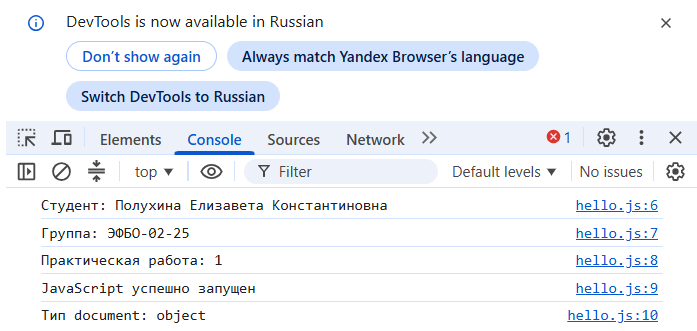 DevTools is now available in Russian
Don't show again Always match Yandex Browser's language
Switch DevTools to Russian
Elements Console Sources Network 1
top Filter Default levels No issues
Студент: Полухина Елизавета Константиновна hello.js:6
Группа: ЭФБО-02-25 hello.js:7
Практическая работа: 1 hello.js:8
JavaScript успешно запущен hello.js:9
Тип document: object hello.js:10